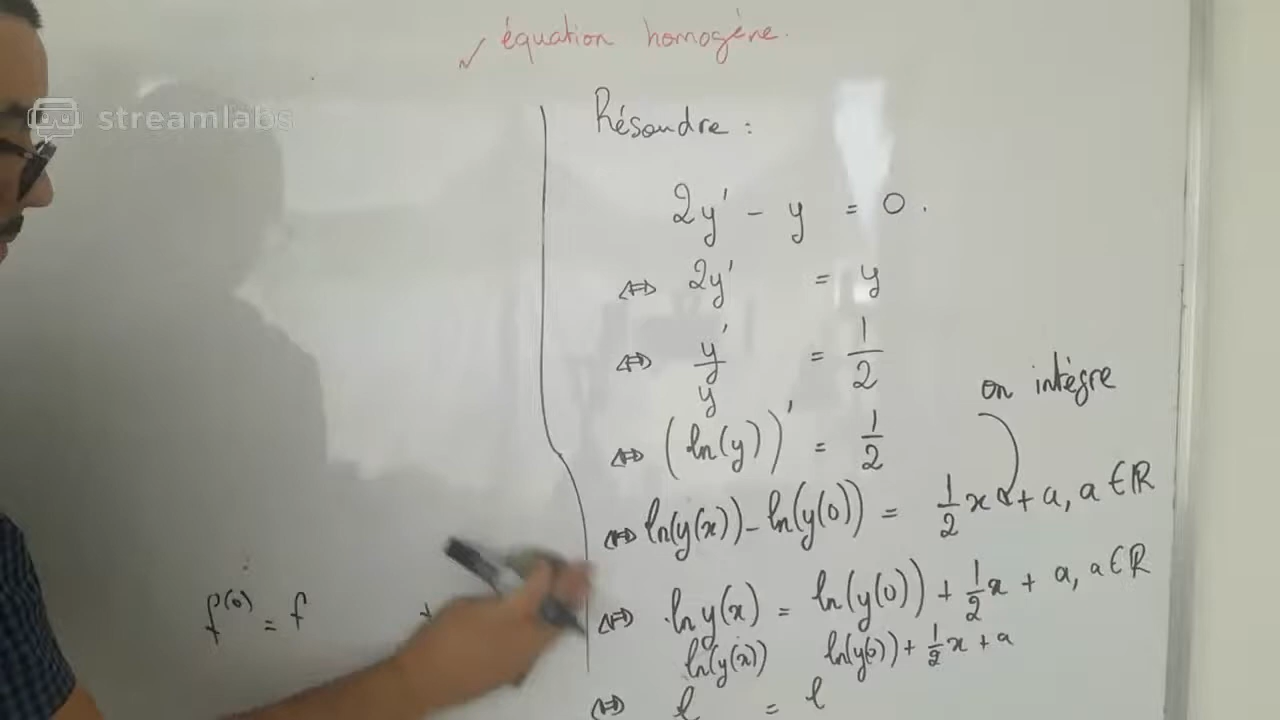 équation homogène.
streamlabs
Résoudre :
2y' - y = 0.
⇔ 2y' = y
⇔ y'/y = 1/2
y
on intègre
⇔ (ln(y))' = 1/2
⇔ ln(y(x)) - ln(y(0)) = 1/2 x + a, a ∈ ℝ
⇔ ln y(x) = ln(y(0)) + 1/2 x + a, a ∈ ℝ
f^(0) = f
ln(y(x)) ln(y(0)) + 1/2 x + a
⇔ e = e